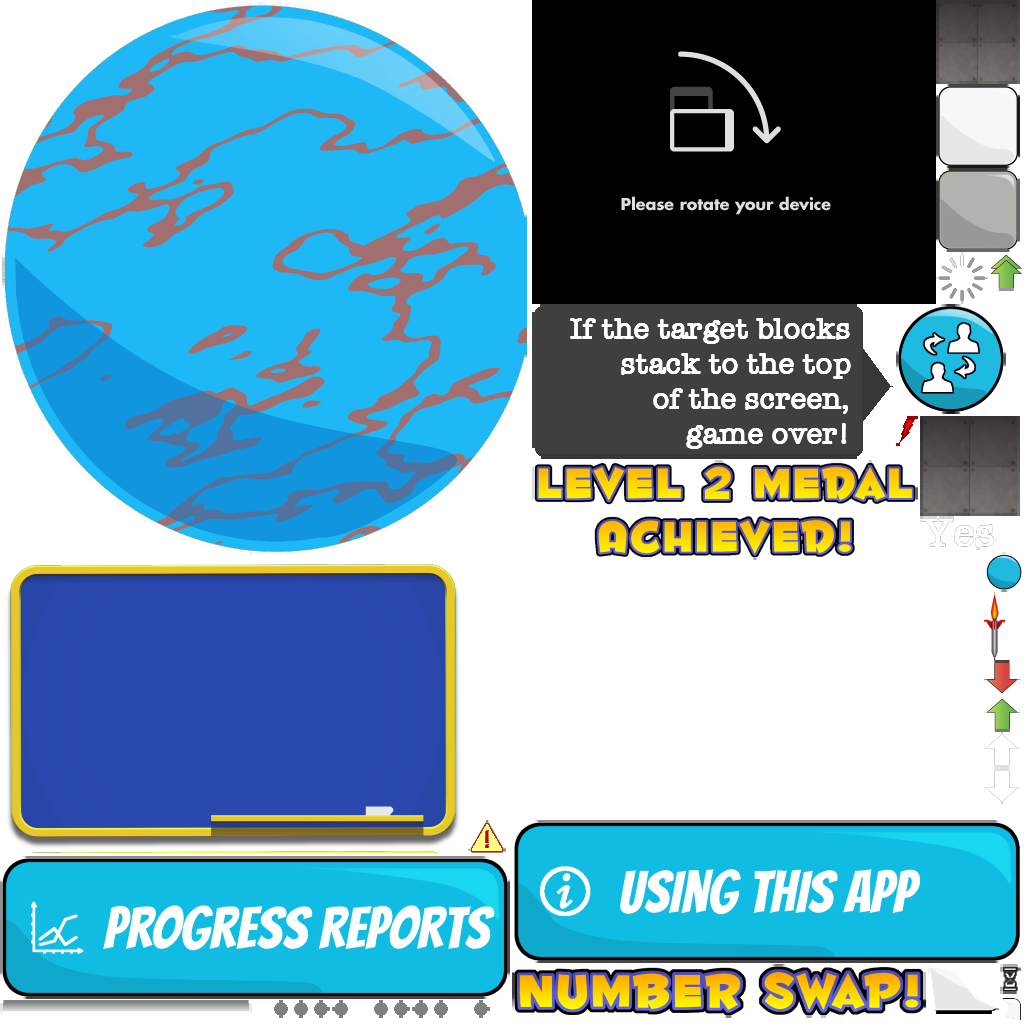 Please rotate your device
If the target blocks
stack to the top
of the screen,
game over!
LEVEL 2 MEDAL
ACHIEVED!
Yes
PROGRESS REPORTS
USING THIS APP
NUMBER SWAP!